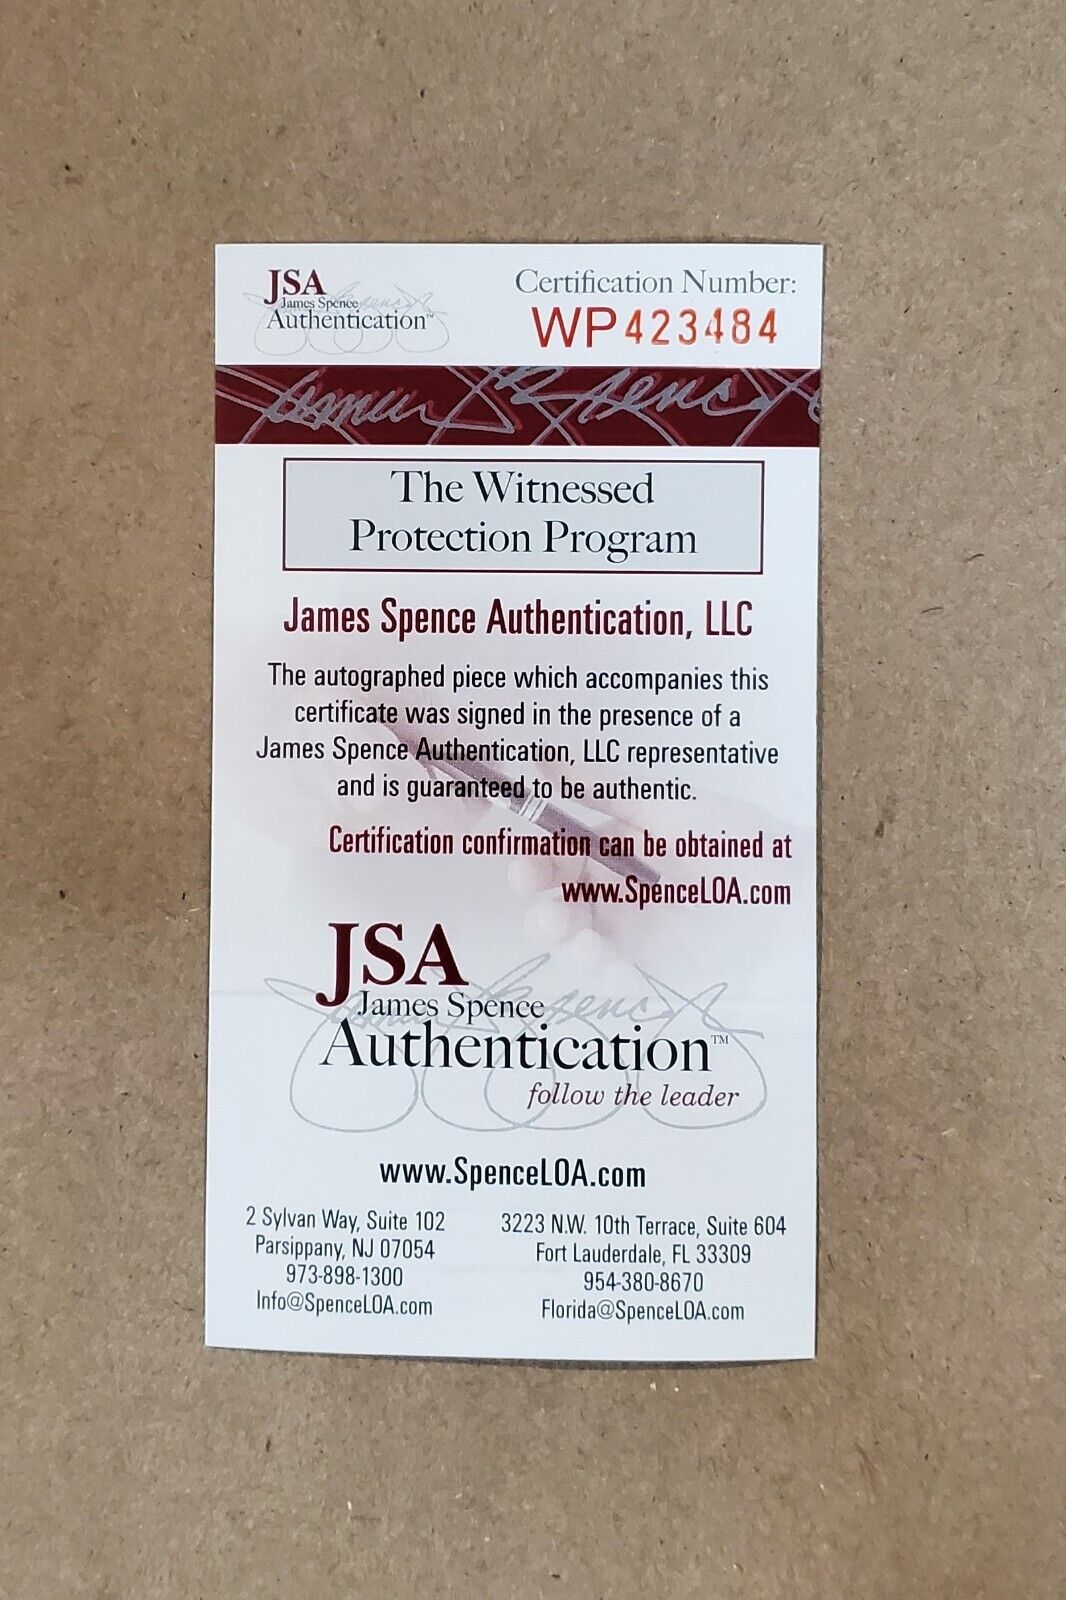 JSA
James Spence
Authentication™
Certification Number:
WP423484
The Witnessed
Protection Program
James Spence Authentication, LLC
The autographed piece which accompanies this
certificate was signed in the presence of a
James Spence Authentication, LLC representative
and is guaranteed to be authentic.
Certification confirmation can be obtained at
www.SpenceLOA.com
JSA
James Spence
Authentication™
follow the leader
www.SpenceLOA.com
2 Sylvan Way, Suite 102
Parsippany, NJ 07054
973-898-1300
Info@SpenceLOA.com
3223 N.W. 10th Terrace, Suite 604
Fort Lauderdale, FL 33309
954-380-8670
Florida@SpenceLOA.com